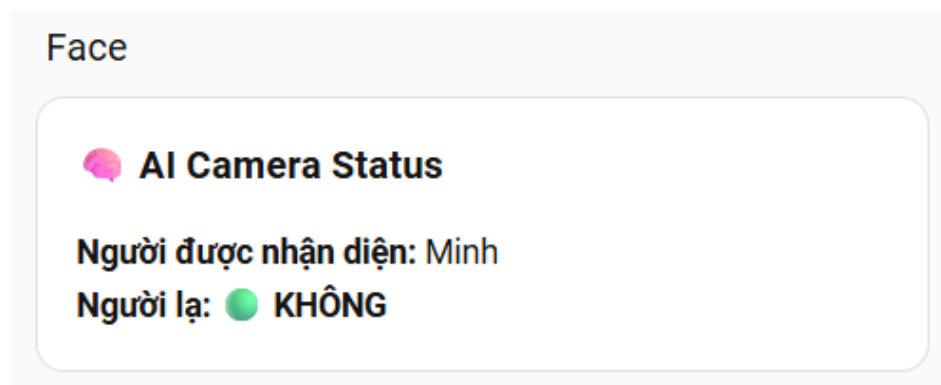 Face
🧠 AI Camera Status
Người được nhận diện: Minh
Người lạ: 🟢 KHÔNG